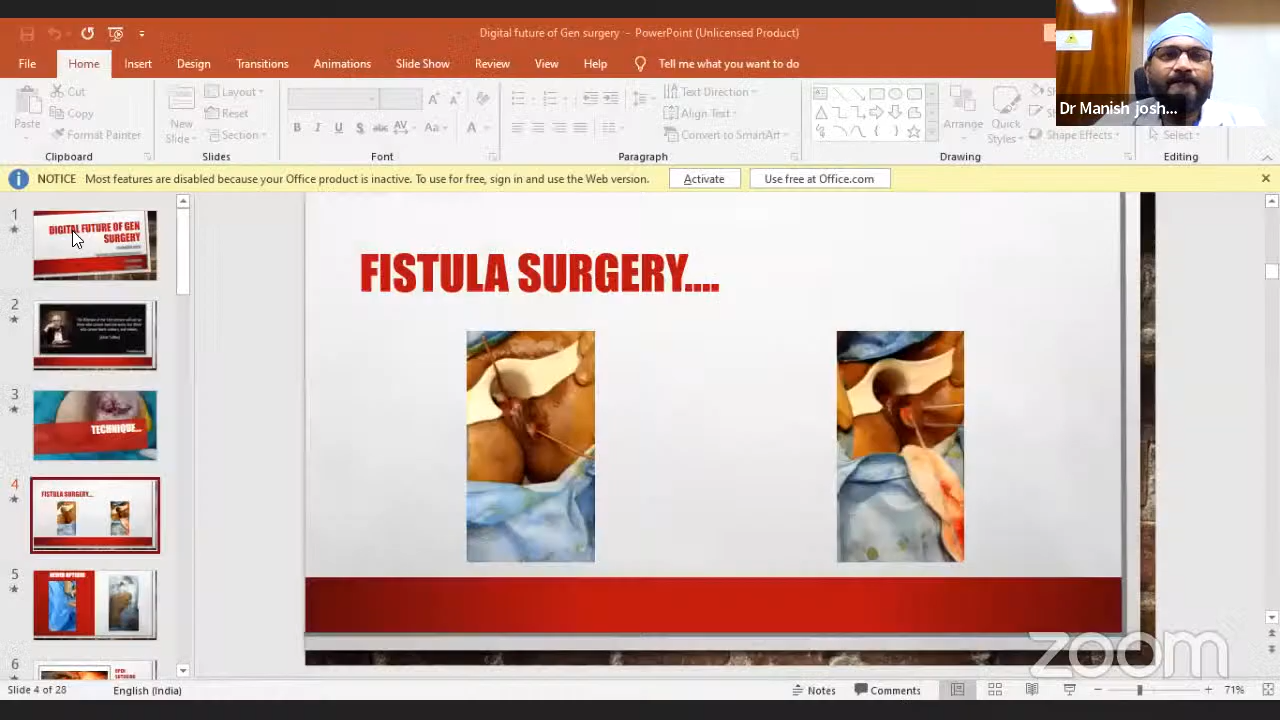 Digital future of Gen surgery - PowerPoint (Unlicensed Product)
File Home Insert Design Transitions Animations Slide Show Review View Help Tell me what you want to do
Dr Manish josh...
Paste
Cut
Copy
Format Painter
Clipboard
New
Slides
Layout
Reset
Section
Slides
B I U S abc AV Aa A
Font
Text Direction
Align Text
Convert to SmartArt
Paragraph
Arrange
Quick
Styles
Shape Effects
Drawing
Select
Editing
NOTICE Most features are disabled because your Office product is inactive. To use for free, sign in and use the Web version. Activate Use free at Office.com
1
DIGITAL FUTURE OF GEN
SURGERY
2
3
TECHNIQUE...
4
FISTULA SURGERY...
5
6
FISTULA SURGERY....
zoom
Slide 4 of 28 English (India) Notes Comments 71%